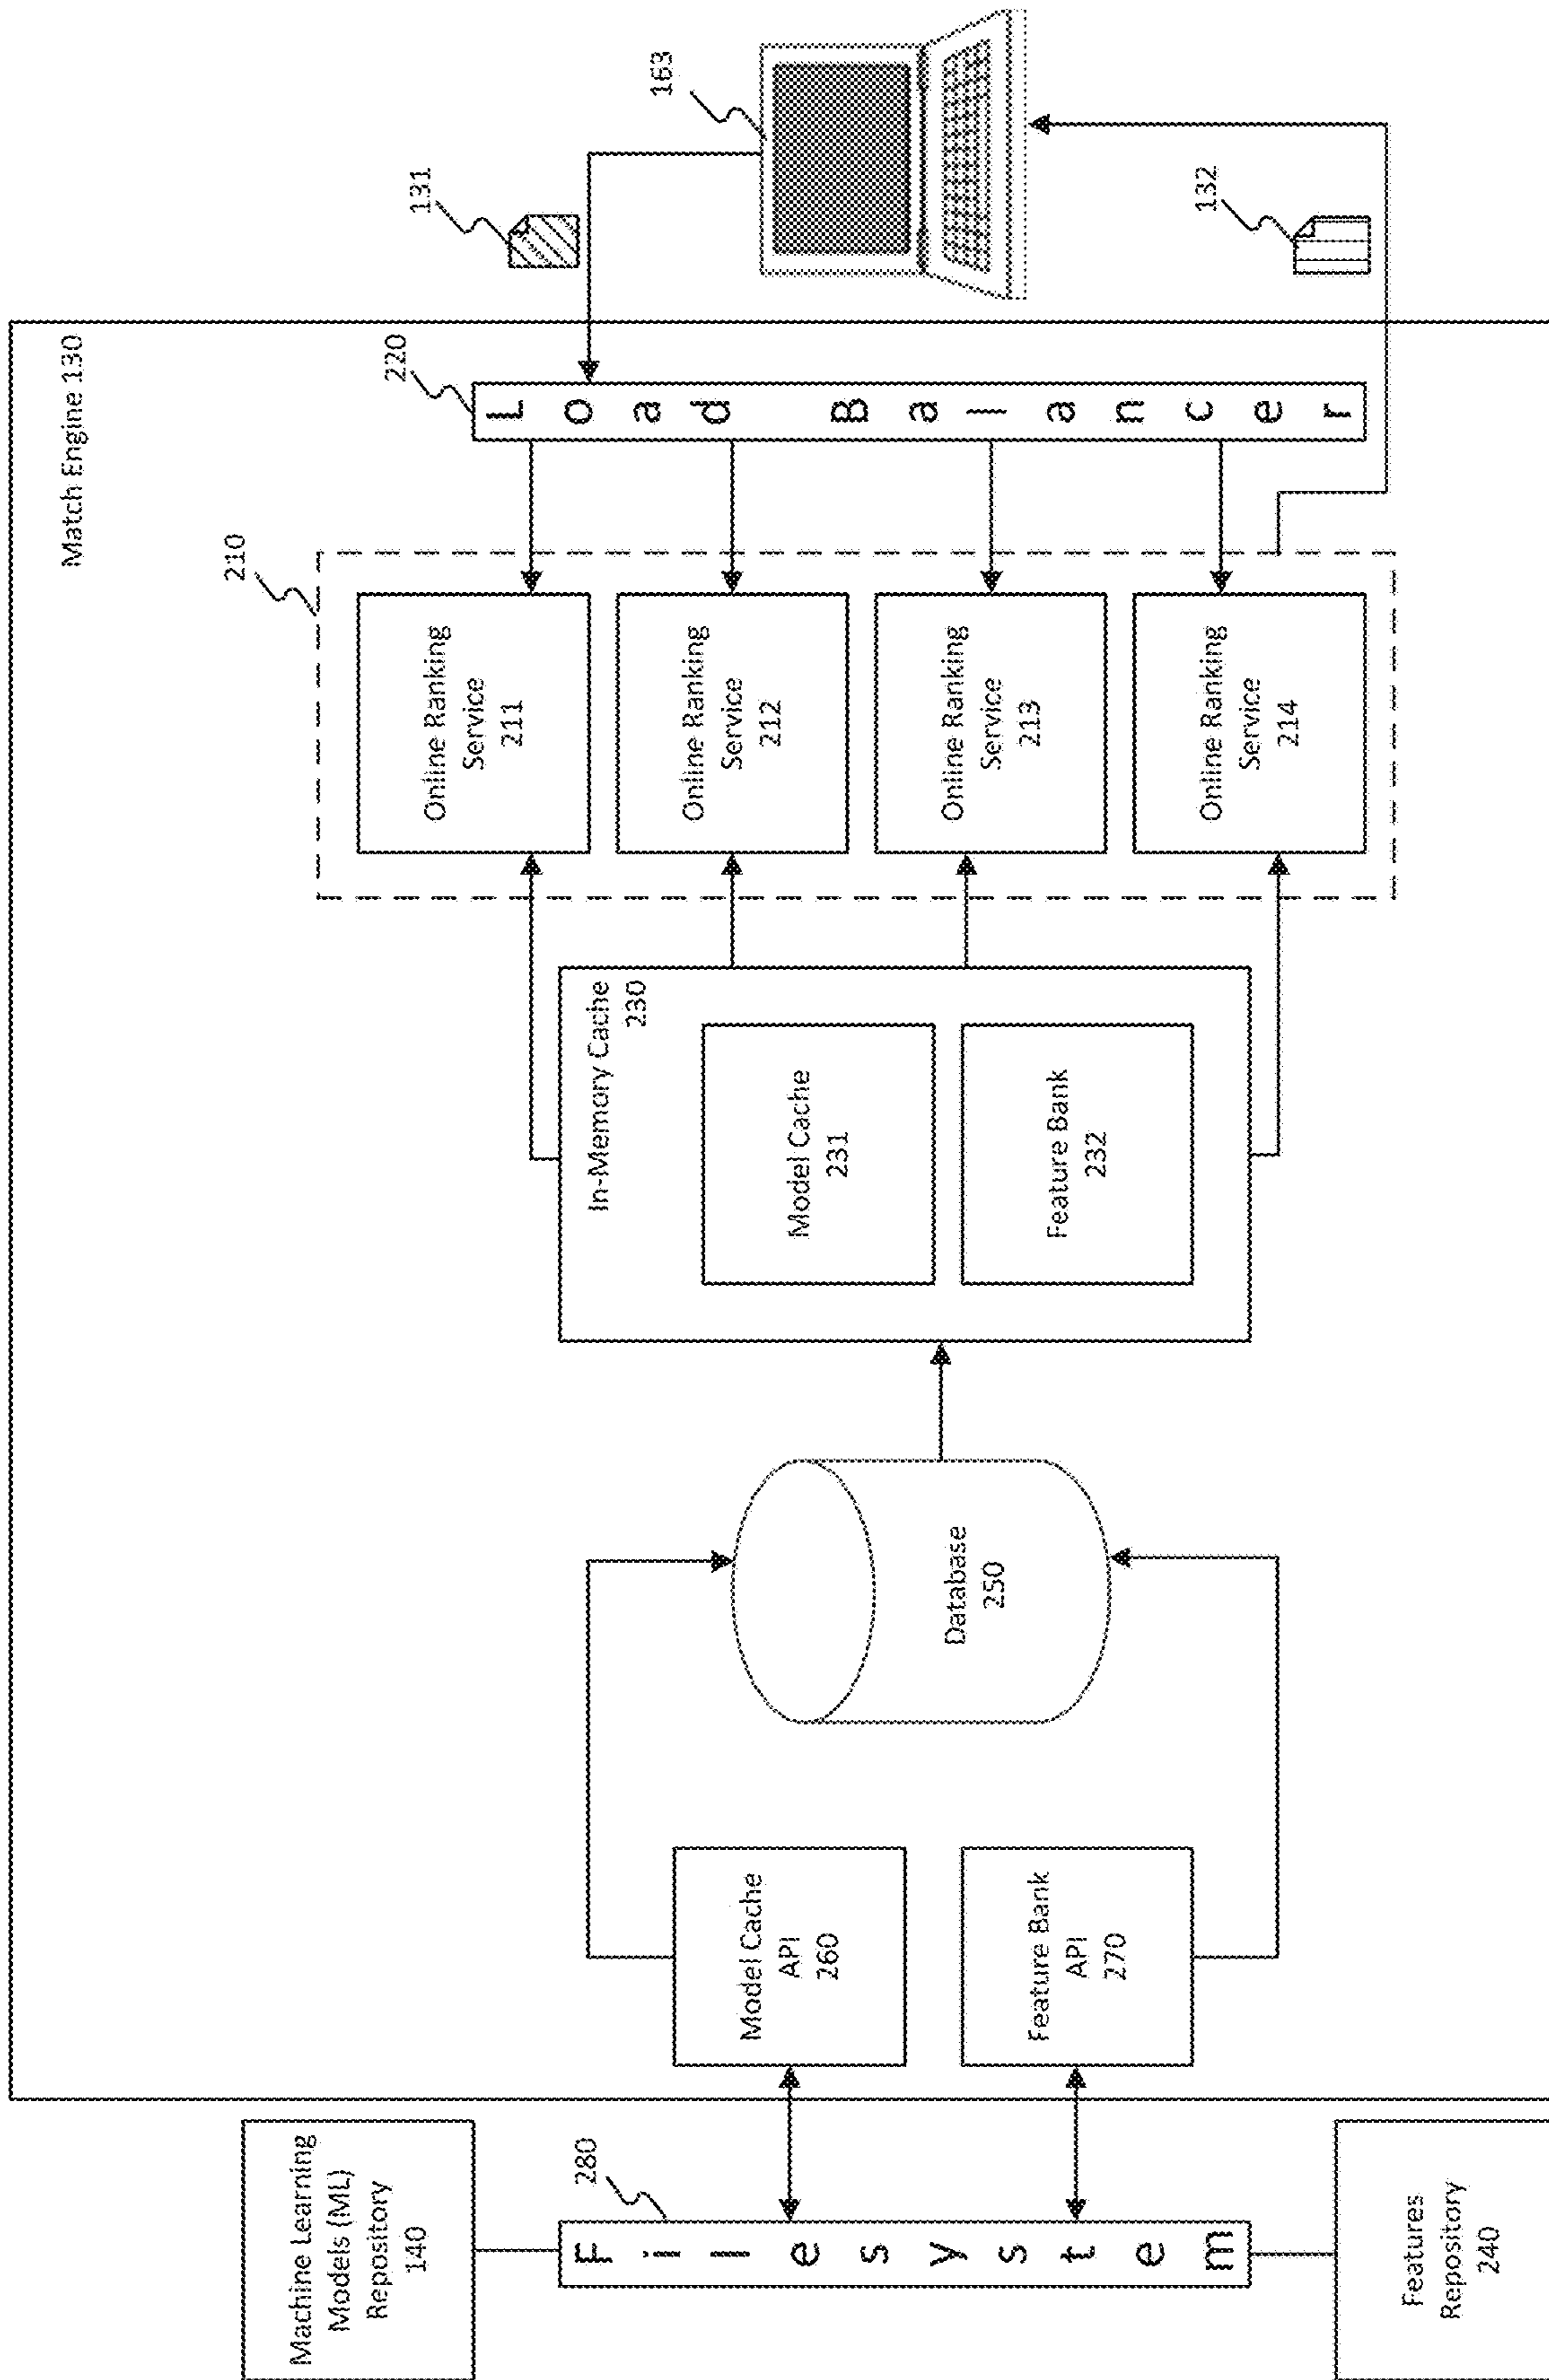 Match Engine 130
Machine Learning
Models (ML)
Repository
140
280
Filesystem
Features
Repository
240
Model Cache
API
260
Feature Bank
API
270
Database
250
In-Memory Cache
230
Model Cache
231
Feature Bank
232
210
Online Ranking
Service
211
Online Ranking
Service
212
Online Ranking
Service
213
Online Ranking
Service
214
220
Load Balancer
131
163
132